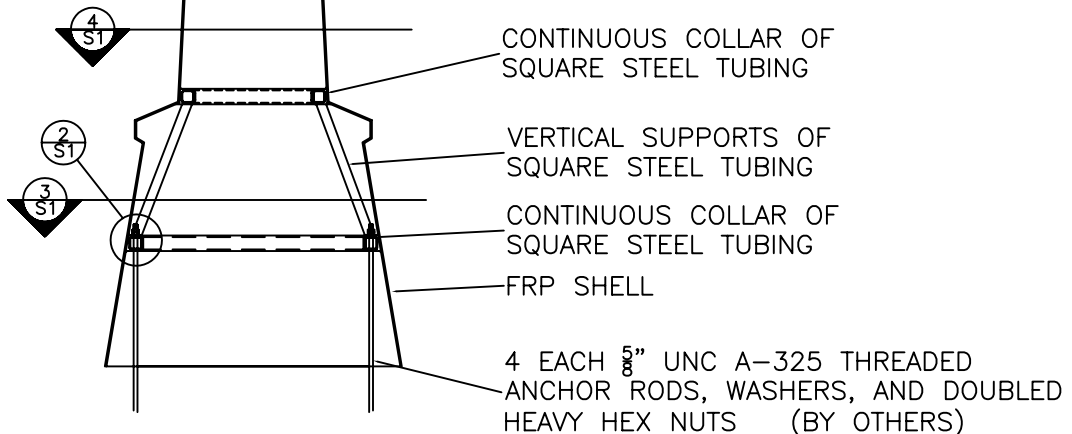 4
S1
CONTINUOUS COLLAR OF
SQUARE STEEL TUBING
2
S1
VERTICAL SUPPORTS OF
SQUARE STEEL TUBING
3
S1
CONTINUOUS COLLAR OF
SQUARE STEEL TUBING
FRP SHELL
4 EACH 5/8" UNC A-325 THREADED
ANCHOR RODS, WASHERS, AND DOUBLED
HEAVY HEX NUTS (BY OTHERS)